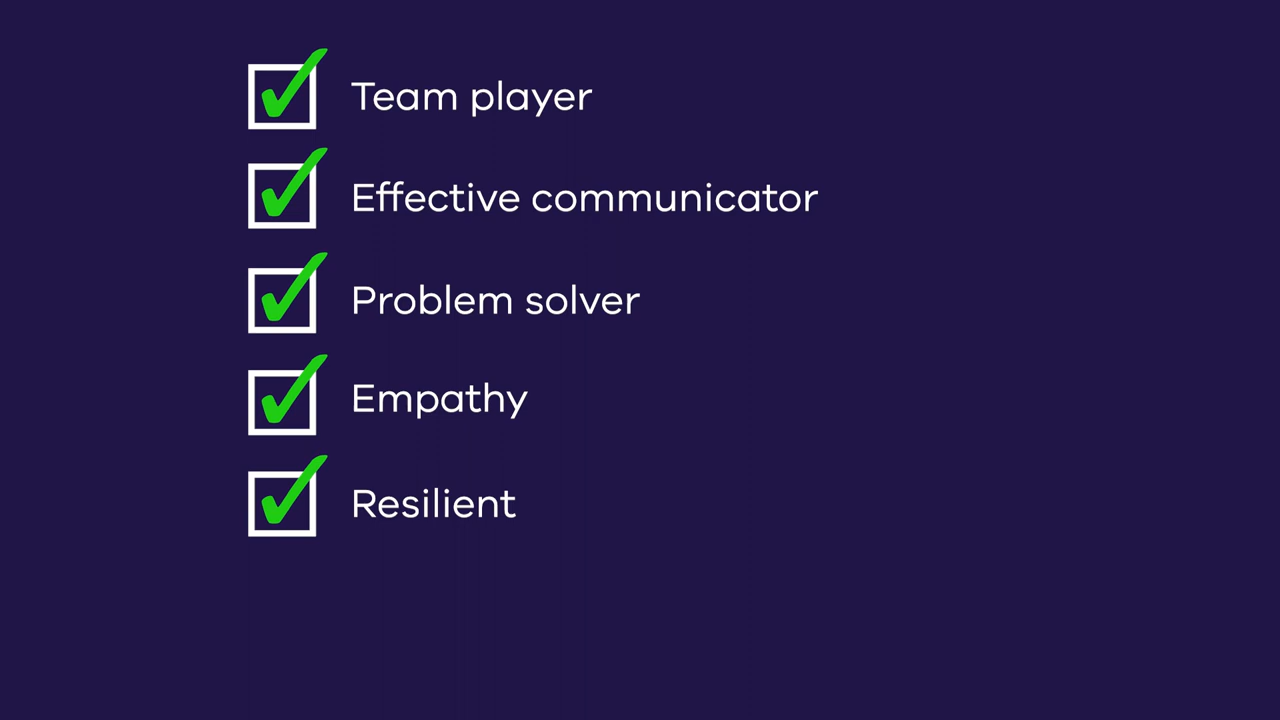 Team player
Effective communicator
Problem solver
Empathy
Resilient